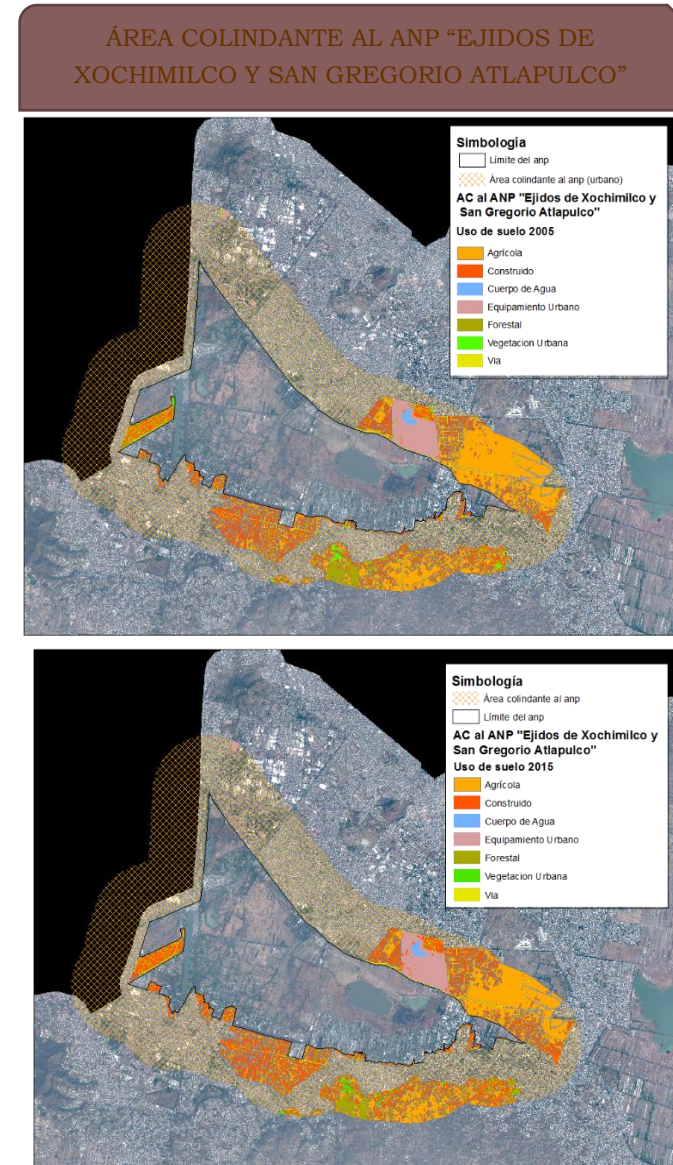 ÁREA COLINDANTE AL ANP “EJIDOS DE
XOCHIMILCO Y SAN GREGORIO ATLAPULCO”
Simbología
Límite del anp
Área colindante al anp (urbano)
AC al ANP "Ejidos de Xochimilco y
San Gregorio Atlapulco"
Uso de suelo 2005
Agrícola
Construido
Cuerpo de Agua
Equipamiento Urbano
Forestal
Vegetacion Urbana
Via
Simbología
Área colindante al anp
Límite del anp
AC al ANP "Ejidos de Xochimilco y
San Gregorio Atlapulco"
Uso de suelo 2015
Agrícola
Construido
Cuerpo de Agua
Equipamiento Urbano
Forestal
Vegetacion Urbana
Via